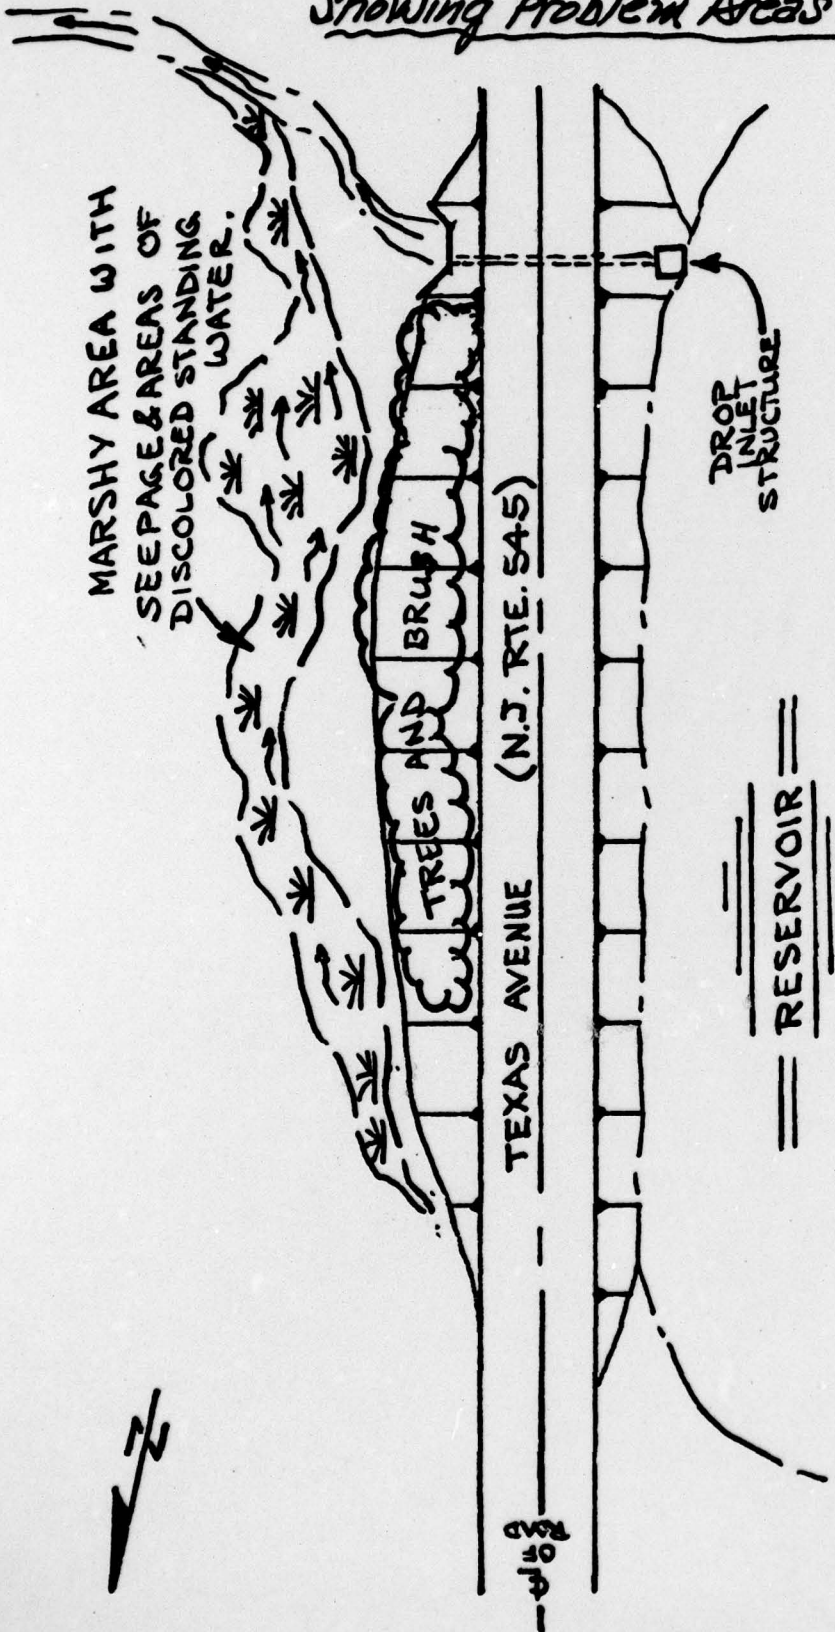 Showing Problem Areas
MARSHY AREA WITH
SEEPAGE & AREAS OF
DISCOLORED STANDING
WATER.
TREES AND BRUSH
TEXAS AVENUE (N.J. RTE. 545)
℄ OF
ROAD
DROP
INLET
STRUCTURE
RESERVOIR
N